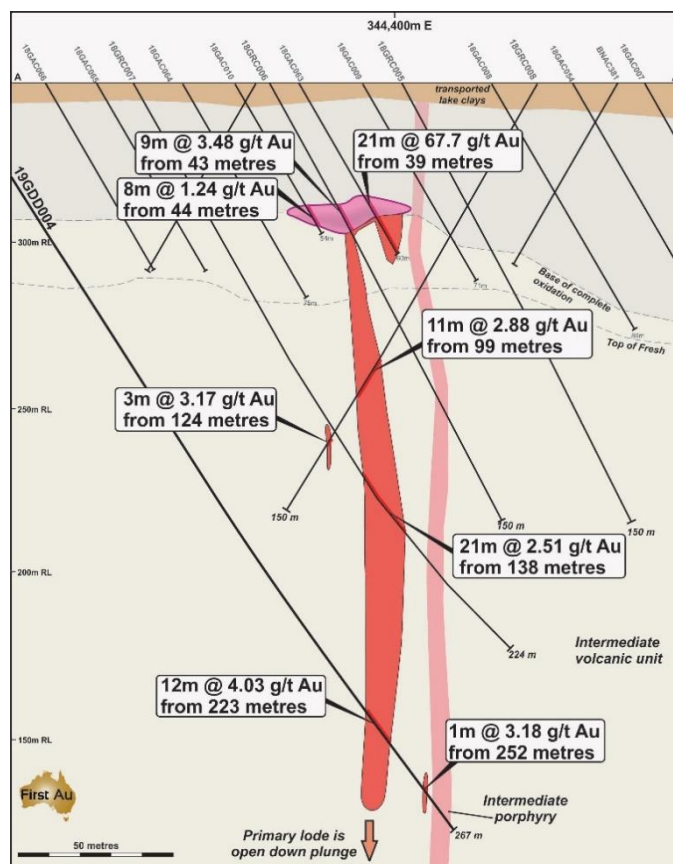 344,400m E
18GAC066
18GAC065
18GRC007
18GAC064
18GAC010
18GRC006
18GAC063
18GAC009
18GRC005
18GAC008
18GRC008
18GAC054
BNAC381
18GAC007
A
transported
lake clays
9m @ 3.48 g/t Au
from 43 metres
21m @ 67.7 g/t Au
from 39 metres
19GDD004
8m @ 1.24 g/t Au
from 44 metres
300m RL
Base of complete
oxidation
Top of Fresh
11m @ 2.88 g/t Au
from 99 metres
3m @ 3.17 g/t Au
from 124 metres
250m RL
150 m
150 m
150 m
21m @ 2.51 g/t Au
from 138 metres
200m RL
Intermediate
volcanic unit
224 m
12m @ 4.03 g/t Au
from 223 metres
1m @ 3.18 g/t Au
from 252 metres
150m RL
First Au
Intermediate
porphyry
267 m
50 metres
Primary lode is
open down plunge